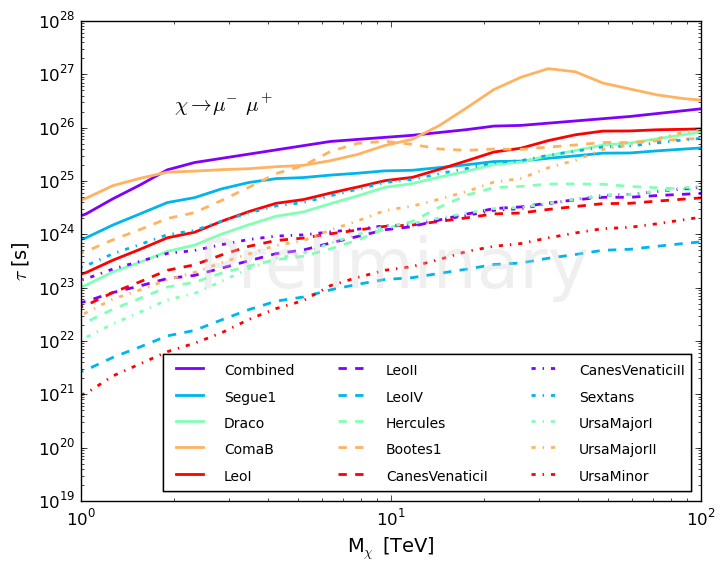 10^28
10^27
10^26
10^25
10^24
10^23
10^22
10^21
10^20
10^19
τ [s]
χ→μ⁻ μ⁺
Preliminary
Combined
Segue1
Draco
ComaB
LeoI
LeoII
LeoIV
Hercules
Bootes1
CanesVenaticiI
CanesVenaticiII
Sextans
UrsaMajorI
UrsaMajorII
UrsaMinor
10^0 10^1 10^2
M_χ [TeV]